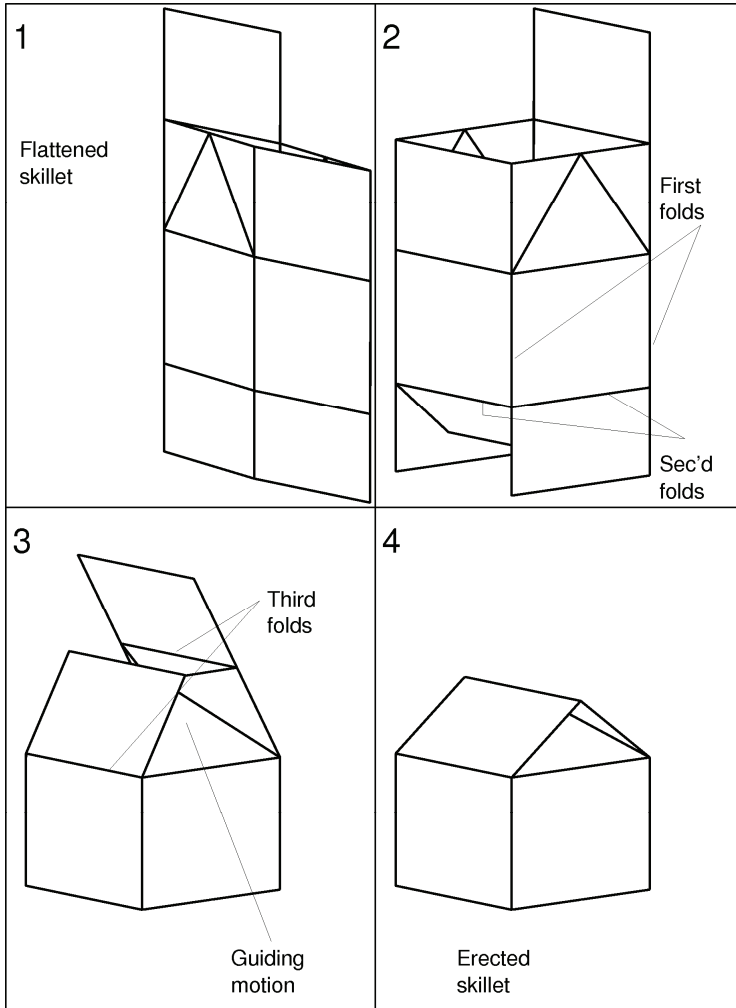 1
Flattened
skillet
2
First
folds
Sec'd
folds
3
Third
folds
Guiding
motion
4
Erected
skillet